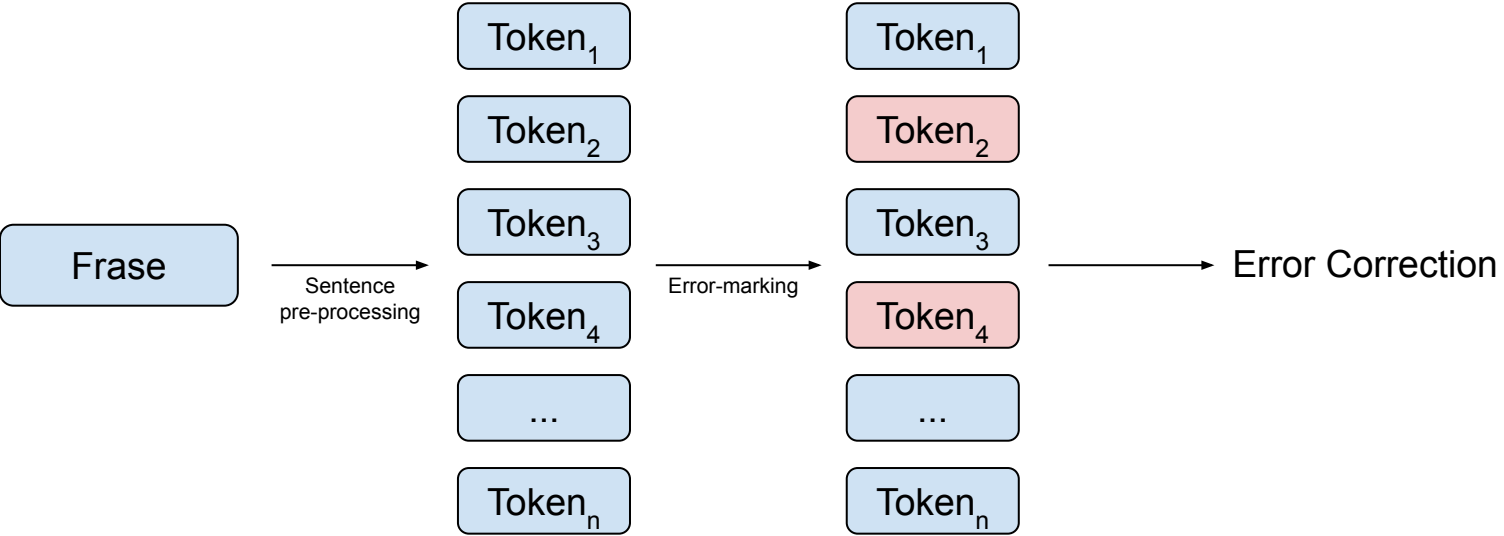 Frase
Sentence
pre-processing
Token1
Token2
Token3
Token4
...
Tokenn
Error-marking
Token1
Token2
Token3
Token4
...
Tokenn
Error Correction